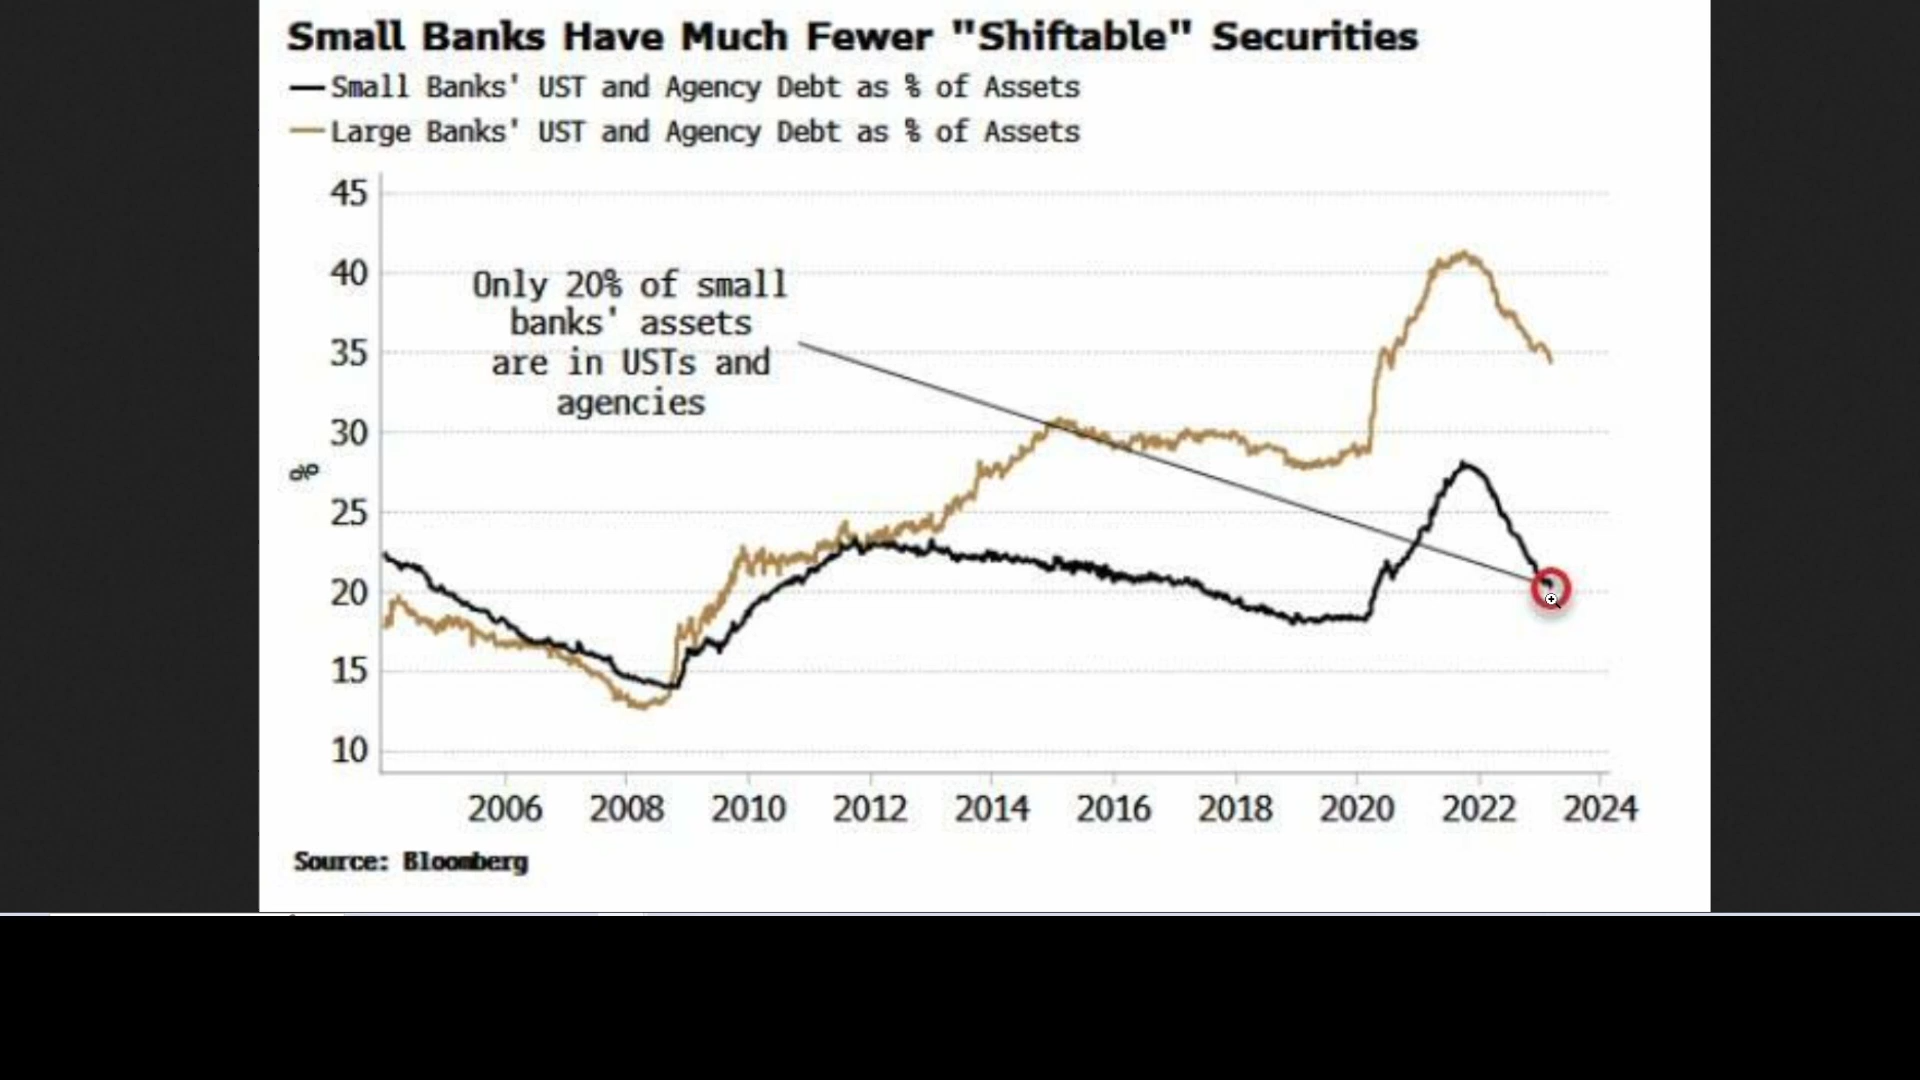 Small Banks Have Much Fewer "Shiftable" Securities
Small Banks' UST and Agency Debt as % of Assets
Large Banks' UST and Agency Debt as % of Assets
45
40
35
30
25
20
15
10
%
Only 20% of small
banks' assets
are in USTs and
agencies
2006 2008 2010 2012 2014 2016 2018 2020 2022 2024
Source: Bloomberg